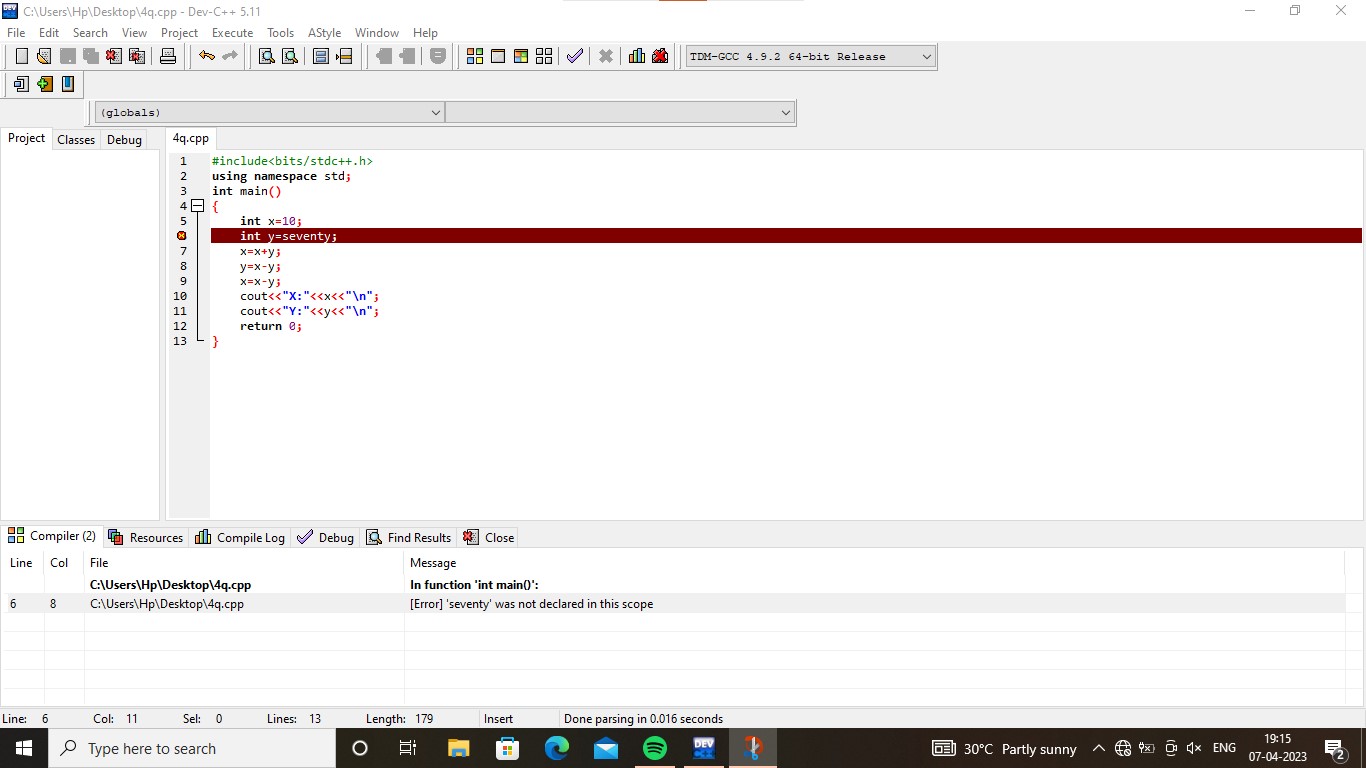 C:\Users\Hp\Desktop\4q.cpp - Dev-C++ 5.11
File Edit Search View Project Execute Tools AStyle Window Help
TDM-GCC 4.9.2 64-bit Release
(globals)
Project Classes Debug 4q.cpp
1 #include<bits/stdc++.h>
2 using namespace std;
3 int main()
4 {
5 int x=10;
int y=seventy;
7 x=x+y;
8 y=x-y;
9 x=x-y;
10 cout<<"X:"<<x<<"\n";
11 cout<<"Y:"<<y<<"\n";
12 return 0;
13 }
Compiler (2) Resources Compile Log Debug Find Results Close
Line Col File Message
C:\Users\Hp\Desktop\4q.cpp In function 'int main()':
6 8 C:\Users\Hp\Desktop\4q.cpp [Error] 'seventy' was not declared in this scope
Line: 6 Col: 11 Sel: 0 Lines: 13 Length: 179 Insert Done parsing in 0.016 seconds
Type here to search DEV 30°C Partly sunny ENG 19:15
07-04-2023 2